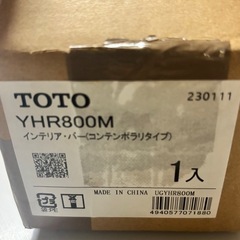 TOTO
230111
YHR800M
インテリア・バー(コンテンポラリタイプ)
1入
MADE IN CHINA UGYHR800M
4940577071880